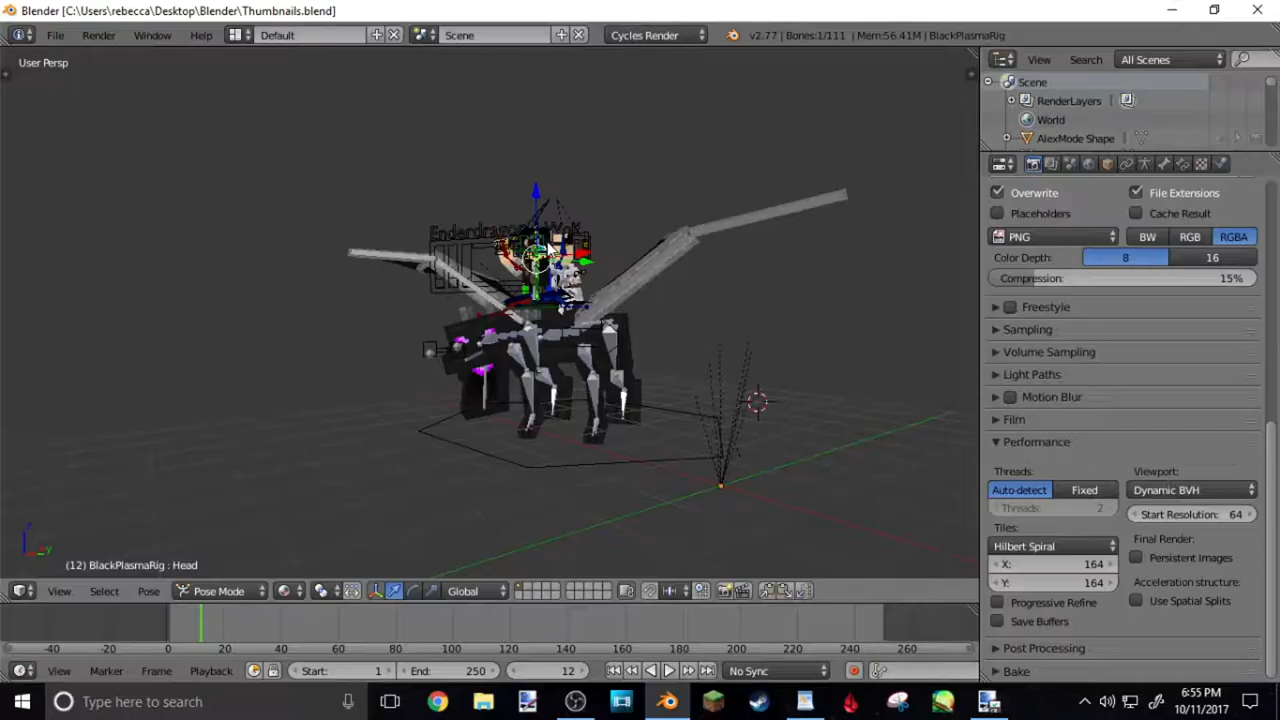 Blender [C:\Users\rebecca\Desktop\Blender\Thumbnails.blend]
File Render Window Help Default Scene Cycles Render v2.77 | Bones:1/111 | Mem:56.41M | BlackPlasmaRig
User Persp
View Search All Scenes
Scene
RenderLayers
World
AlexMode Shape
Overwrite File Extensions
Placeholders Cache Result
PNG BW RGB RGBA
Color Depth: 8 16
Compression: 15%
Freestyle
Sampling
Volume Sampling
Light Paths
Motion Blur
Film
Performance
Threads: Viewport:
Auto-detect Fixed Dynamic BVH
Threads: 2 Start Resolution: 64
Tiles: Final Render:
Hilbert Spiral Persistent Images
X: 164
Y: 164 Acceleration structure:
Progressive Refine Use Spatial Splits
Save Buffers
Post Processing
Bake
z
y
(12) BlackPlasmaRig : Head
View Select Pose Pose Mode Global
-40 -20 0 20 40 60 80 100 120 140 160 180 200 220 240 260
View Marker Frame Playback Start: 1 End: 250 12 No Sync
Type here to search
6:55 PM
10/11/2017